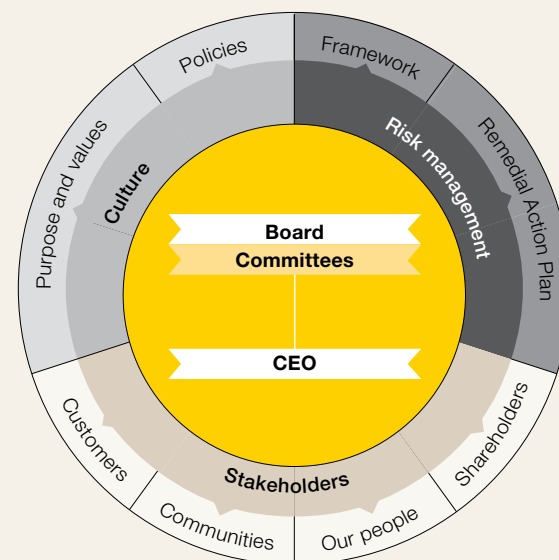 Policies
Framework
Purpose and values
Culture
Risk management
Remedial Action Plan
Board
Committees
CEO
Customers
Stakeholders
Shareholders
Communities
Our people